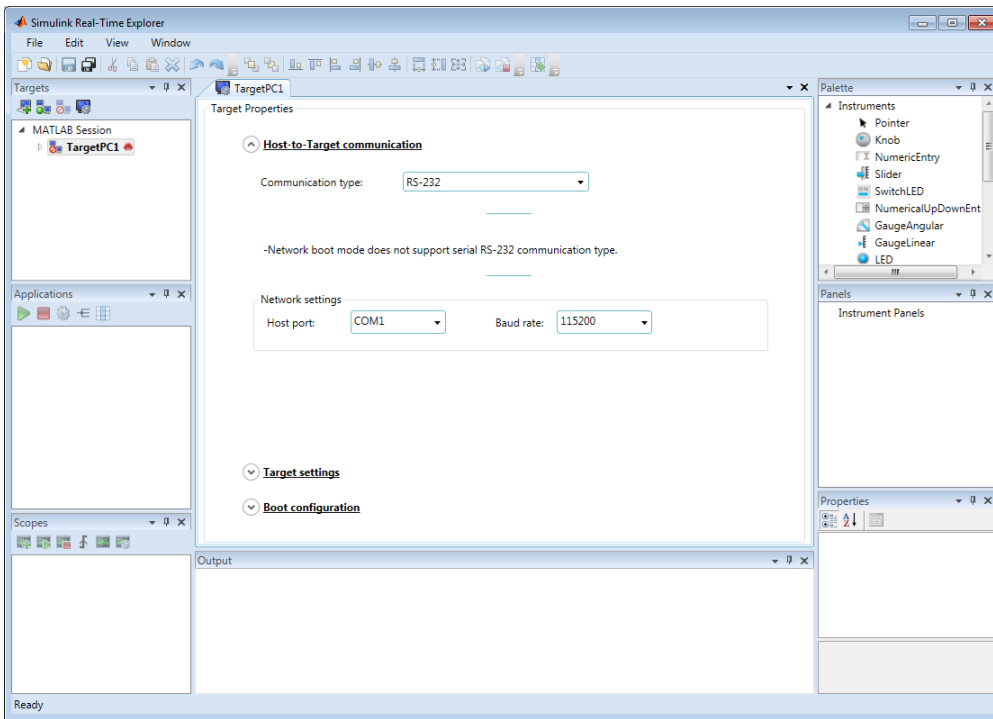 Simulink Real-Time Explorer
File Edit View Window
Targets
MATLAB Session
TargetPC1
Applications
Scopes
TargetPC1
Target Properties
Host-to-Target communication
Communication type: RS-232
-Network boot mode does not support serial RS-232 communication type.
Network settings
Host port: COM1 Baud rate: 115200
Target settings
Boot configuration
Output
Palette
Instruments
Pointer
Knob
NumericEntry
Slider
SwitchLED
NumericalUpDownEnt
GaugeAngular
GaugeLinear
LED
Panels
Instrument Panels
Properties
Ready